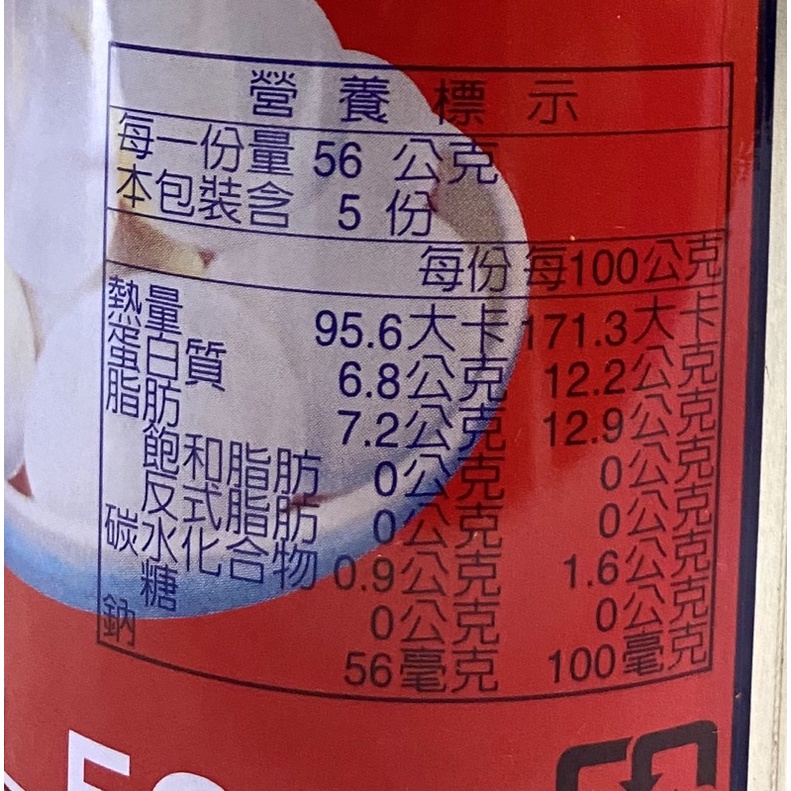 營養標示
每一份量 56 公克
本包裝含 5 份
每份 每100公克
熱量 95.6大卡 171.3大卡
蛋白質 6.8公克 12.2公克
脂肪 7.2公克 12.9公克
飽和脂肪 0公克 0公克
反式脂肪 0公克 0公克
碳水化合物 0.9公克 1.6公克
糖 0公克 0公克
鈉 56毫克 100毫克